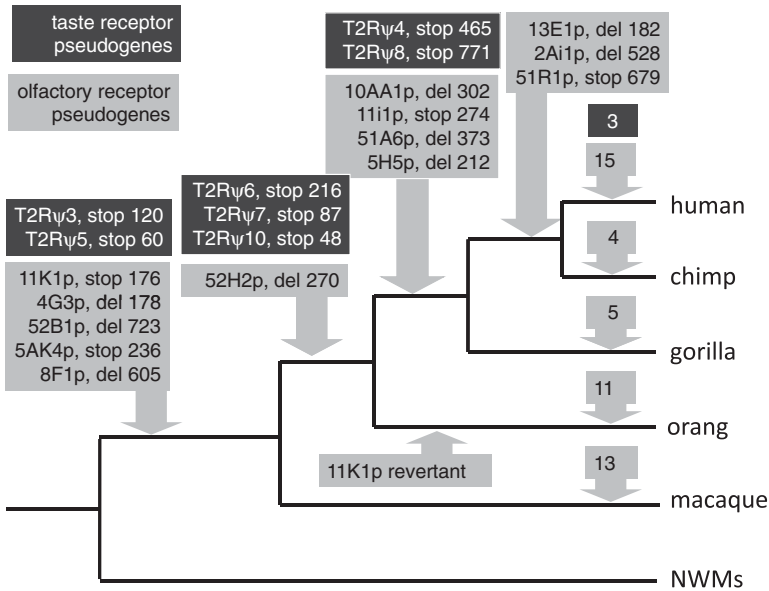 taste receptor
pseudogenes
olfactory receptor
pseudogenes
T2Rψ4, stop 465
T2Rψ8, stop 771
10AA1p, del 302
11i1p, stop 274
51A6p, del 373
5H5p, del 212
13E1p, del 182
2Ai1p, del 528
51R1p, stop 679
3
15
human
4
chimp
5
gorilla
11
orang
13
macaque
NWMs
T2Rψ6, stop 216
T2Rψ7, stop 87
T2Rψ10, stop 48
52H2p, del 270
T2Rψ3, stop 120
T2Rψ5, stop 60
11K1p, stop 176
4G3p, del 178
52B1p, del 723
5AK4p, stop 236
8F1p, del 605
11K1p revertant